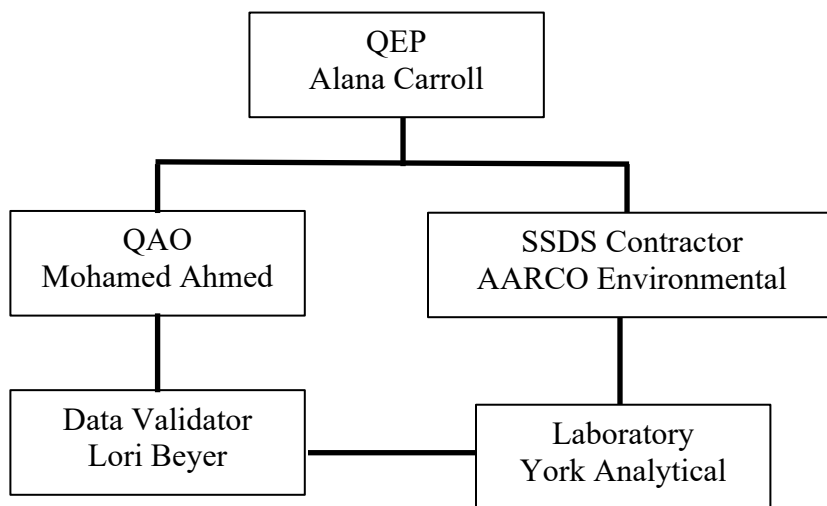 QEP
Alana Carroll
QAO
Mohamed Ahmed
SSDS Contractor
AARCO Environmental
Data Validator
Lori Beyer
Laboratory
York Analytical